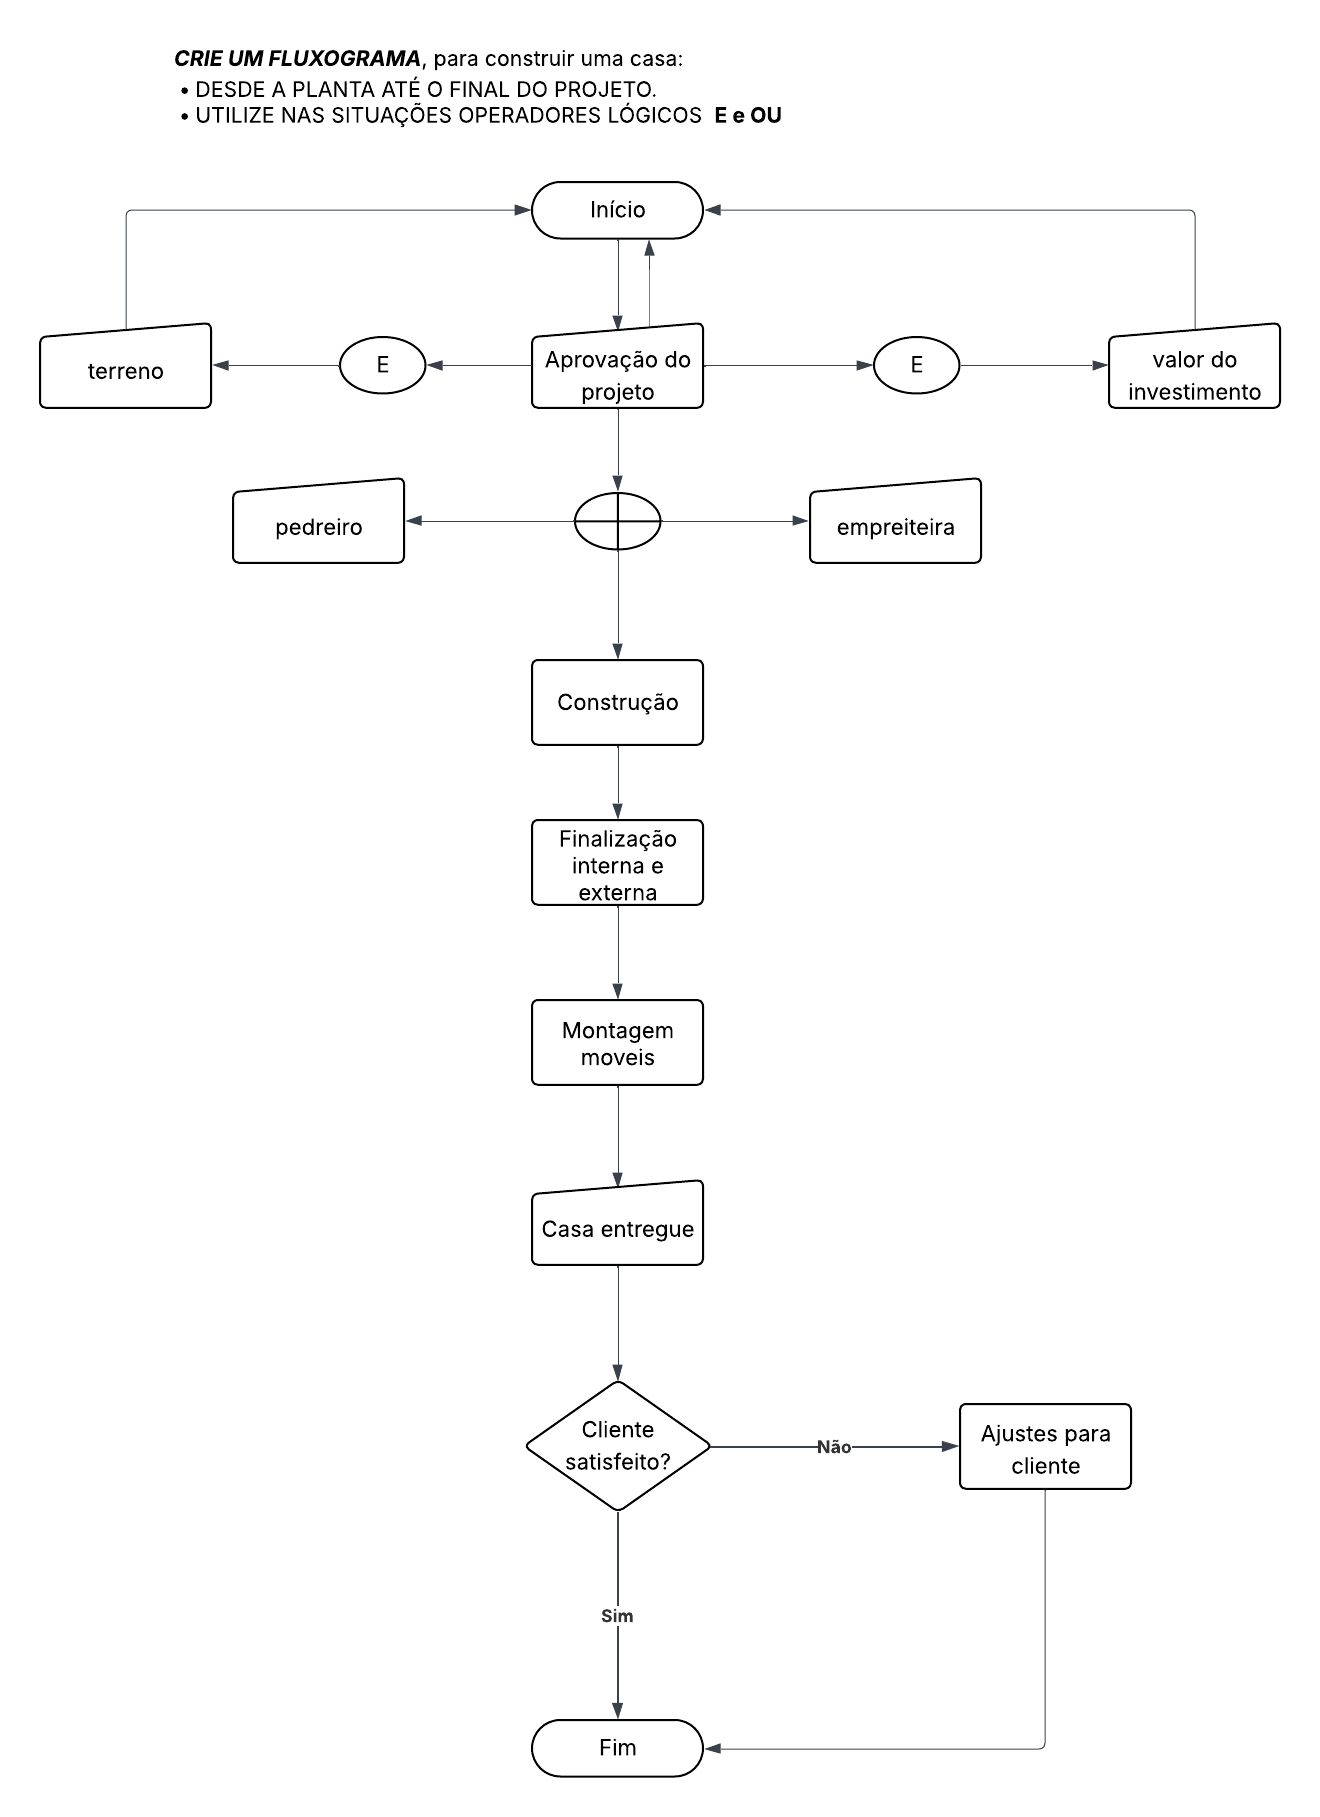 CRIE UM FLUXOGRAMA, para construir uma casa:
• DESDE A PLANTA ATÉ O FINAL DO PROJETO.
• UTILIZE NAS SITUAÇÕES OPERADORES LÓGICOS E e OU
Início
terreno
E
Aprovação do
projeto
E
valor do
investimento
pedreiro
empreiteira
Construção
Finalização
interna e
externa
Montagem
moveis
Casa entregue
Cliente
satisfeito?
Não
Ajustes para
cliente
Sim
Fim